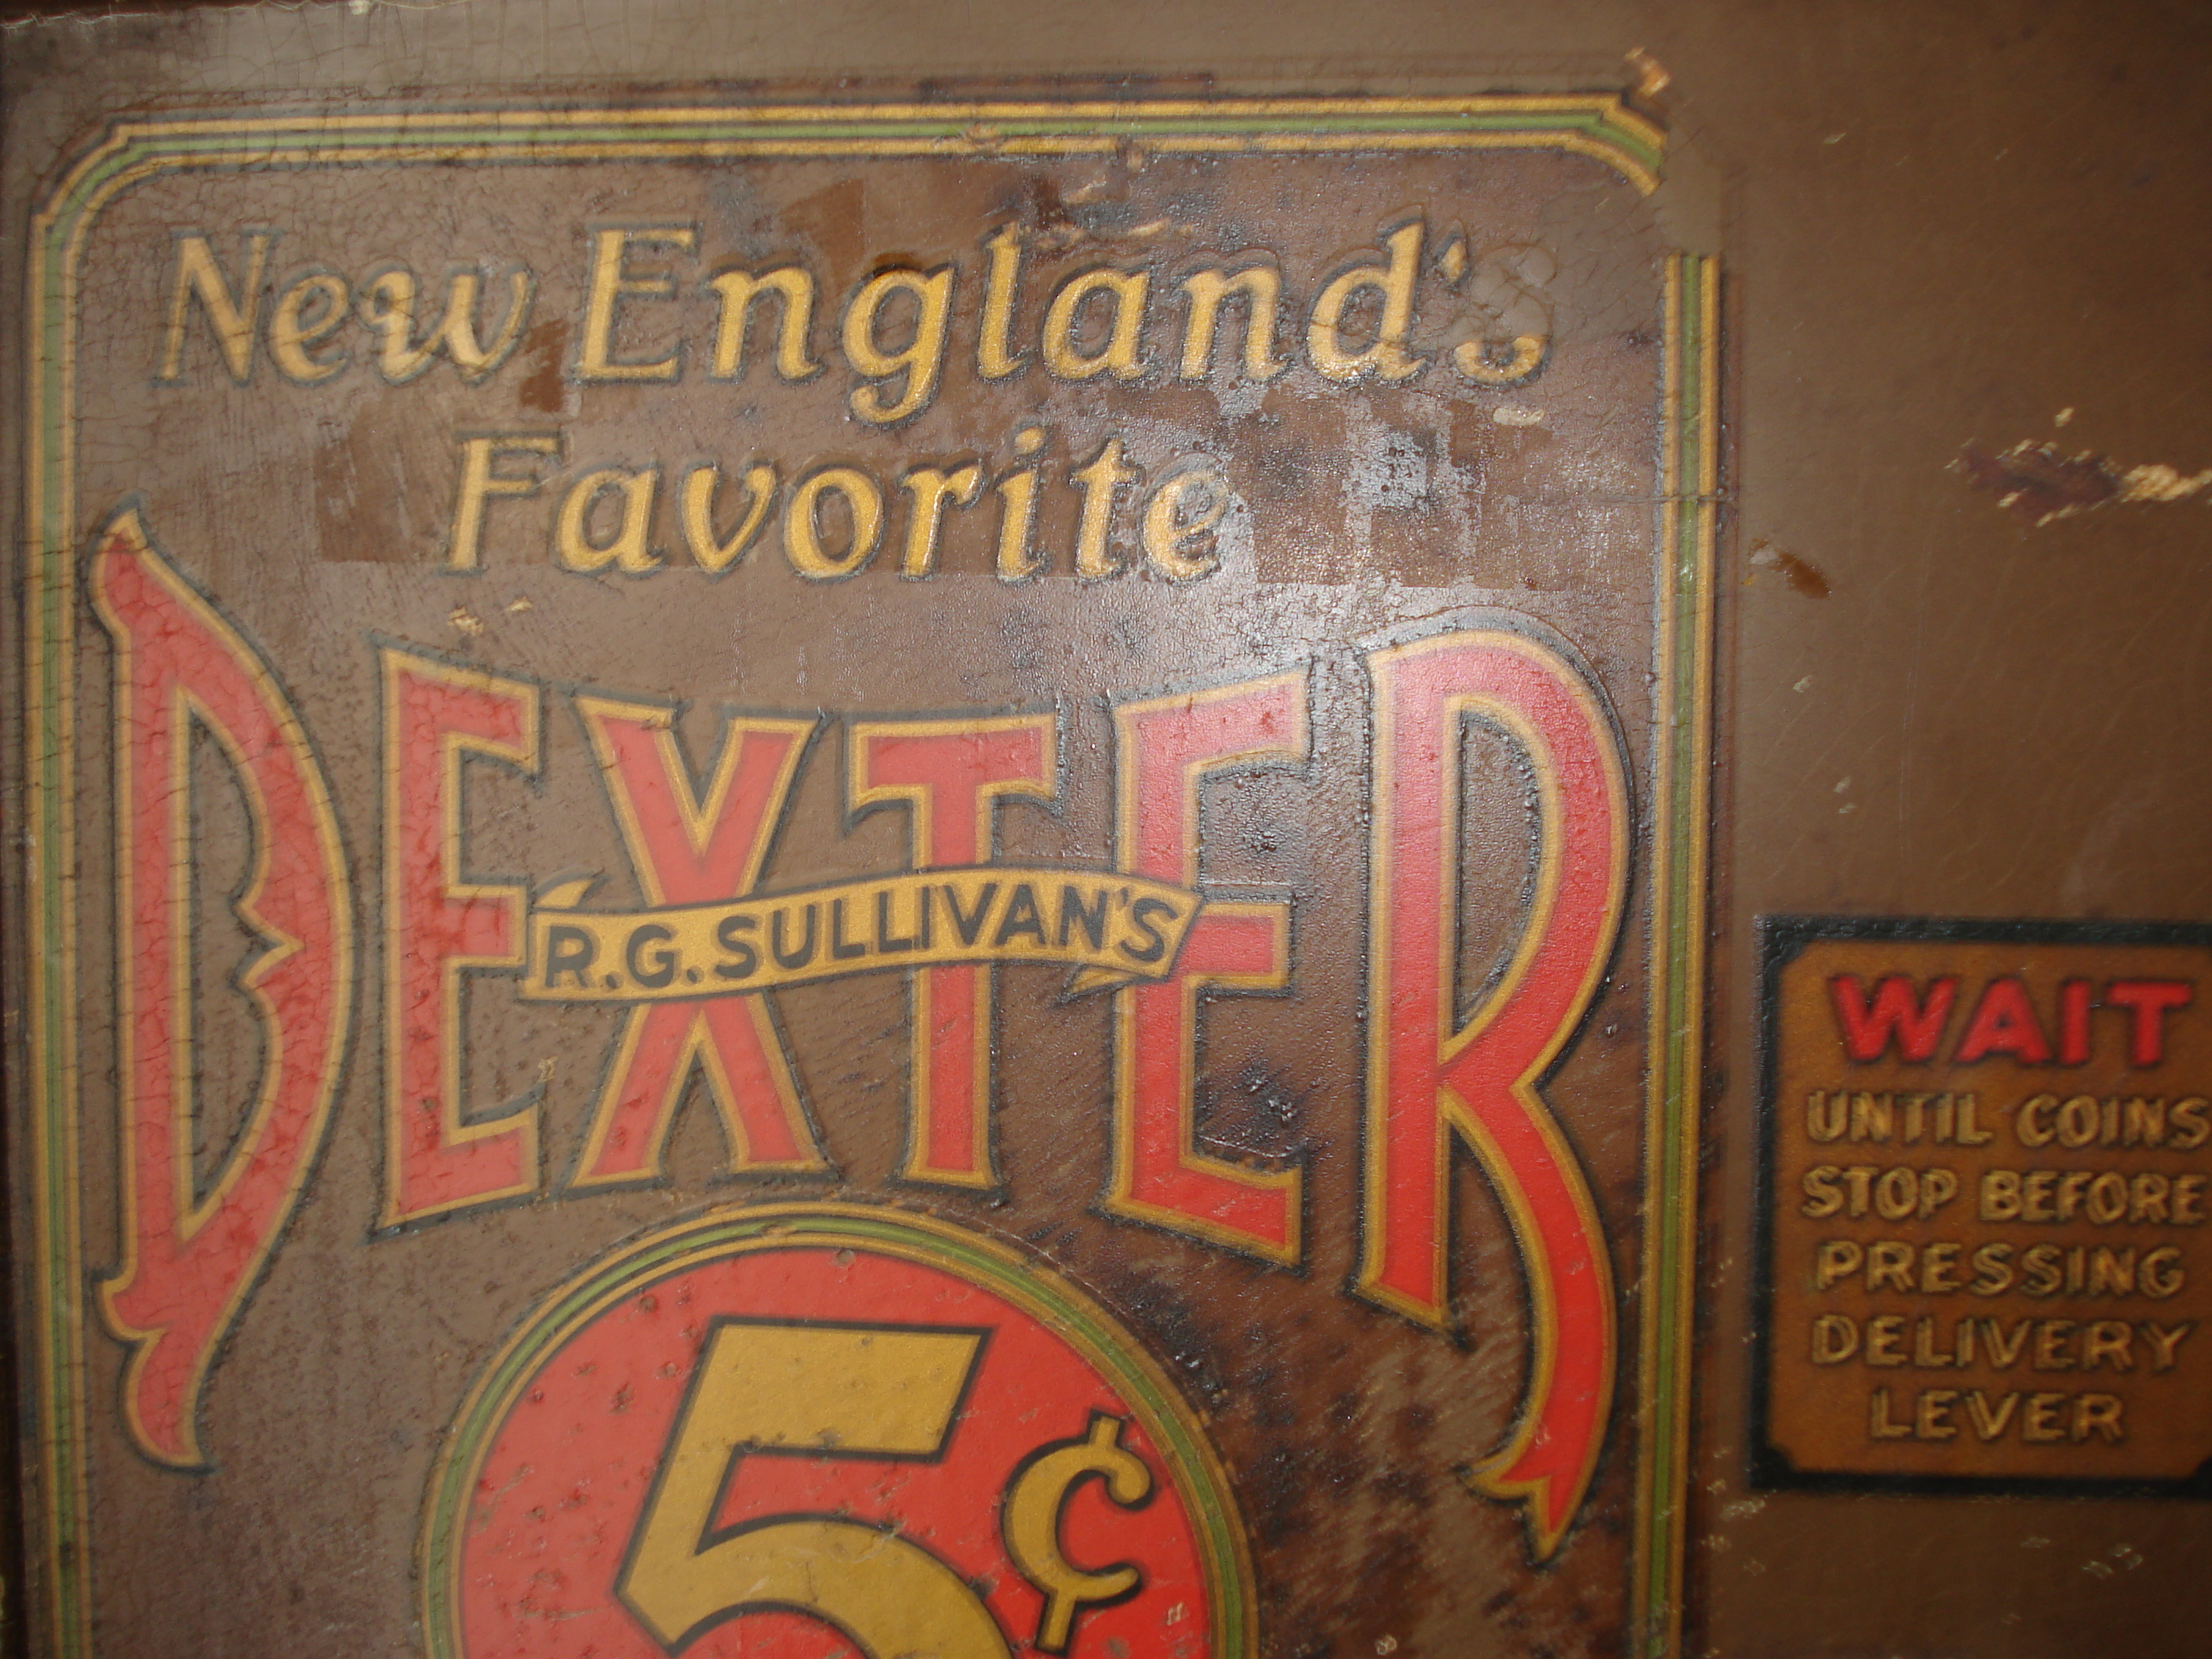 New England's
Favorite
DEXTER
R.G. SULLIVAN'S
5¢
WAIT
UNTIL COINS
STOP BEFORE
PRESSING
DELIVERY
LEVER